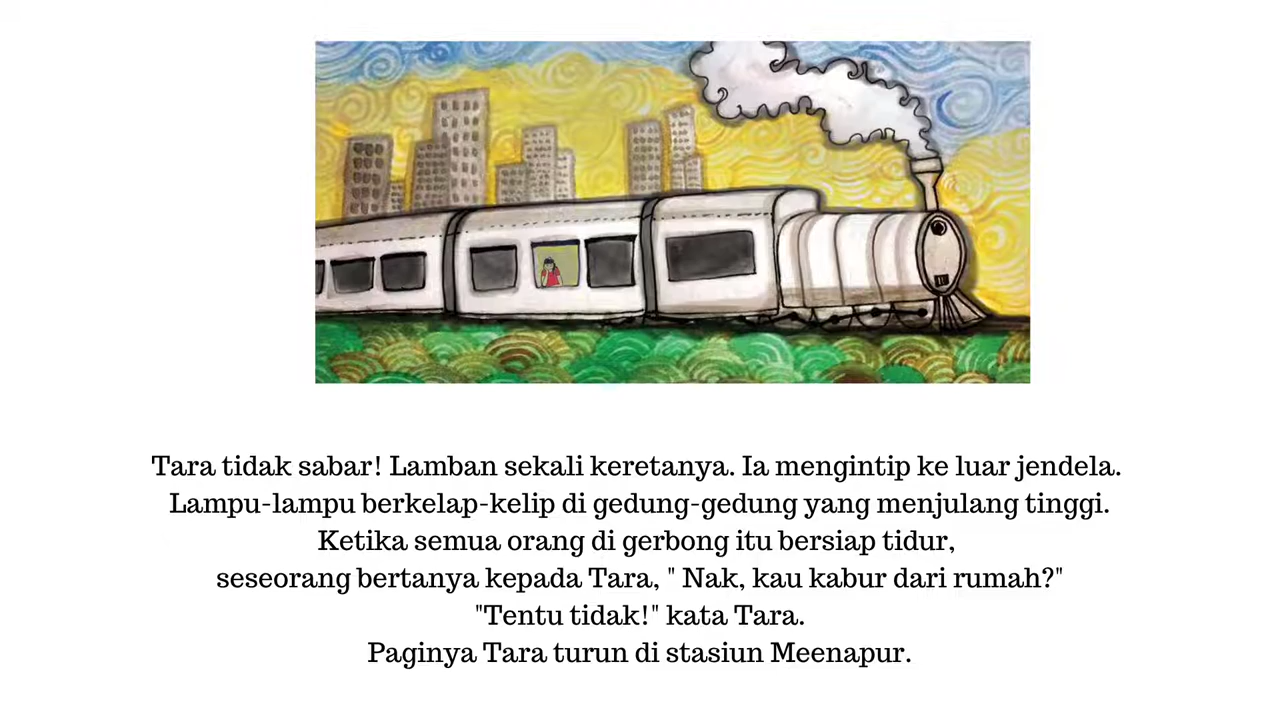 Tara tidak sabar! Lamban sekali keretanya. Ia mengintip ke luar jendela.
Lampu-lampu berkelap-kelip di gedung-gedung yang menjulang tinggi.
Ketika semua orang di gerbong itu bersiap tidur,
seseorang bertanya kepada Tara, " Nak, kau kabur dari rumah?"
"Tentu tidak!" kata Tara.
Paginya Tara turun di stasiun Meenapur.